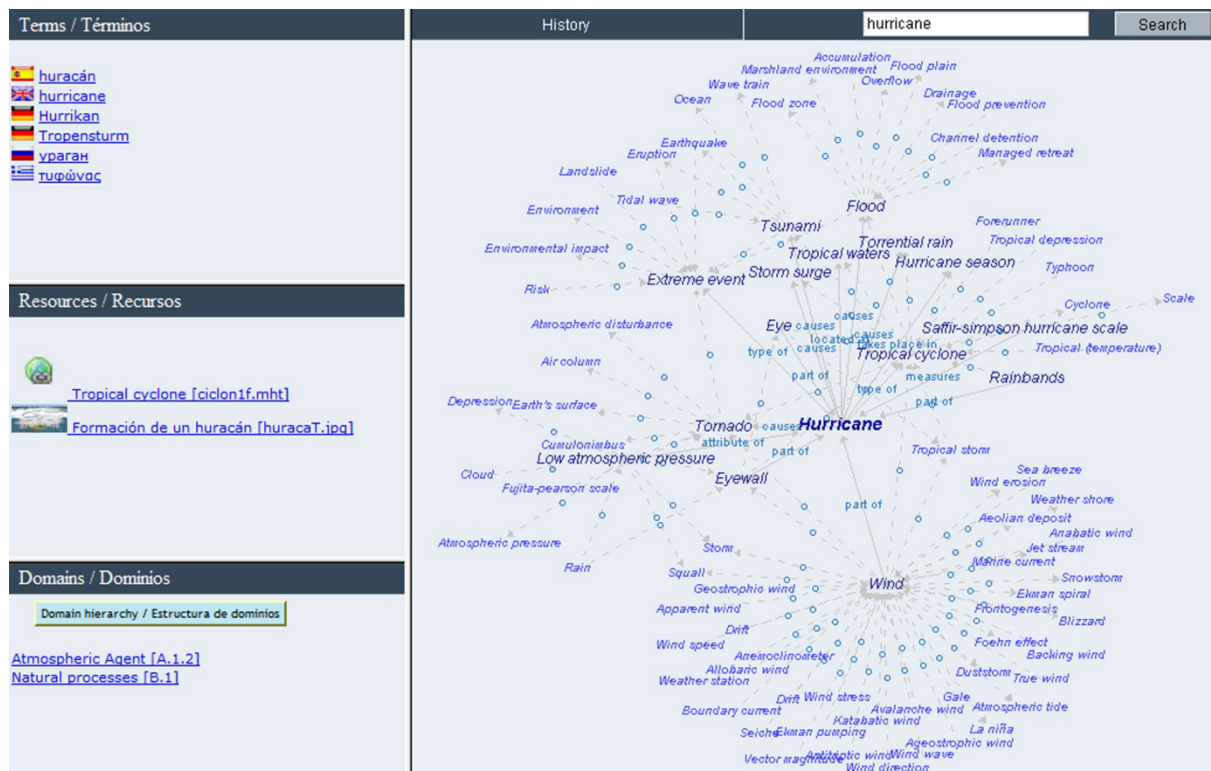 Terms / Términos
huracán
hurricane
Hurrikan
Tropensturm
ураган
τυφώνας
Resources / Recursos
Tropical cyclone [ciclon1f.mht]
Formación de un huracán [huracaT.jpg]
Domains / Dominios
Domain hierarchy / Estructura de dominios
Atmospheric Agent [A.1.2]
Natural processes [B.1]
History
hurricane
Search
Accumulation
Marshland environment
Flood plain
Wave train
Overflow
Ocean
Flood zone
Drainage
Flood prevention
Earthquake
Channel detention
Eruption
Managed retreat
Landslide
Tidal wave
Environment
Flood
Tsunami
Forerunner
Environmental impact
Tropical waters
Torrential rain
Tropical depression
Extreme event
Storm surge
Hurricane season
Typhoon
Risk
Cyclone
Scale
Atmospheric disturbance
Eye
causes
causes
causes
Saffir-simpson hurricane scale
located at
takes place in
type of
causes
Tropical cyclone
Tropical (temperature)
Air column
part of
type of
measures
Rainbands
Depression
Earth's surface
part of
Tornado
causes
Hurricane
Cumulonimbus
attribute of
part of
Low atmospheric pressure
Tropical storm
Cloud
Eyewall
Sea breeze
Fujita-pearson scale
Wind erosion
part of
Weather shore
Aeolian deposit
Anabatic wind
Atmospheric pressure
Storm
Jet stream
Rain
Marine current
Squall
Wind
Snowstorm
Geostrophic wind
Ekman spiral
Apparent wind
Frontogenesis
Blizzard
Drift
Wind speed
Foehn effect
Anemoclinometer
Backing wind
Allobaric wind
Weather station
Duststorm
True wind
Drift
Wind stress
Gale
Boundary current
Avalanche wind
Atmospheric tide
Katabatic wind
Seiche
Ekman pumping
La niña
Ageostrophic wind
Vector magnitude
Antitriptic wind
Wind wave
Wind direction